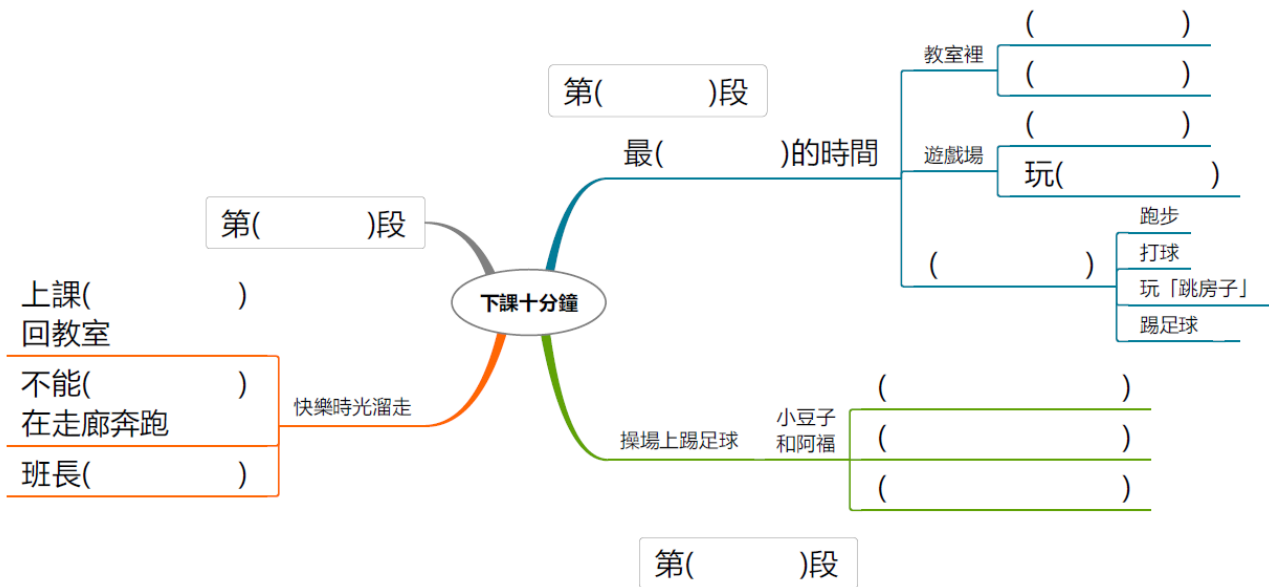 下課十分鐘
第(　　　)段
最(　　　)的時間
教室裡
(　　　)
(　　　)
遊戲場
(　　　)
玩(　　　)
(　　　)
跑步
打球
玩「跳房子」
踢足球
操場上踢足球
小豆子
和阿福
(　　　)
(　　　)
(　　　)
第(　　　)段
第(　　　)段
快樂時光溜走
上課(　　　)
回教室
不能(　　　)
在走廊奔跑
班長(　　　)